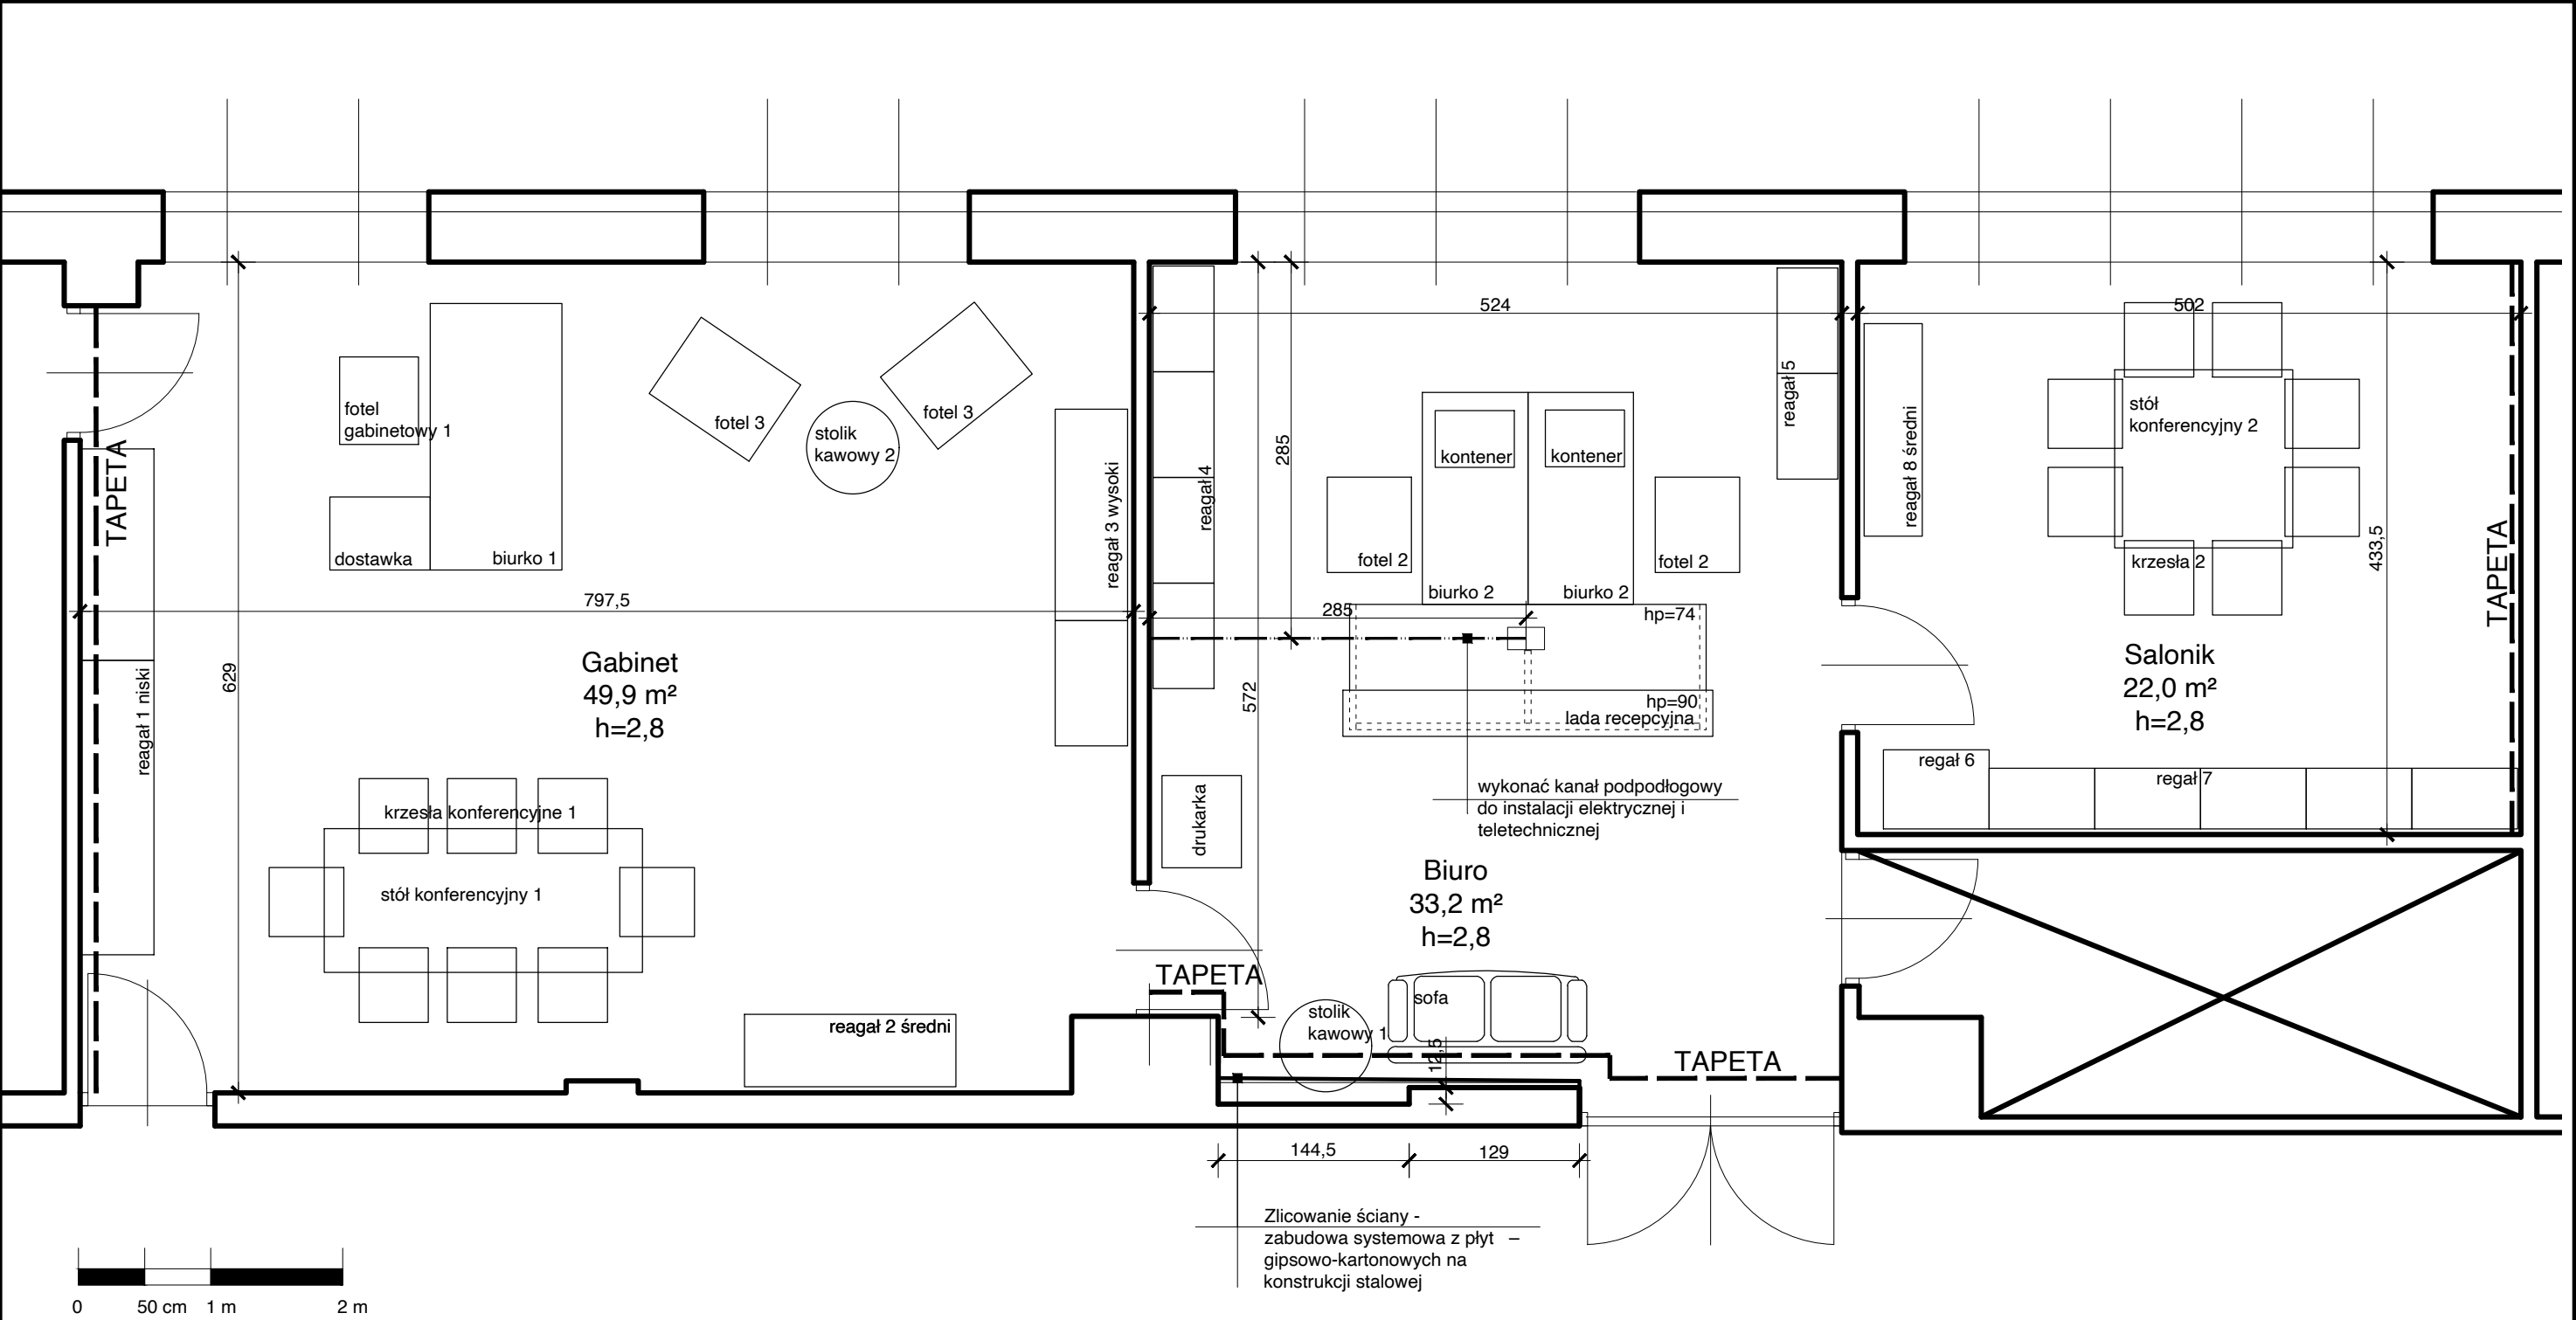 524
502
fotel
gabinetowy 1
dostawka
biurko 1
fotel 3
stolik
kawowy 2
fotel 3
TAPETA
reagał 1 niski
797,5
629
Gabinet
49,9 m²
h=2,8
krzesła konferencyjne 1
stół konferencyjny 1
reagał 2 średni
reagał 3 wysoki
reagał 4
285
572
285
kontener
kontener
fotel 2
fotel 2
biurko 2
biurko 2
hp=74
hp=90
lada recepcyjna
reagał 5
drukarka
wykonać kanał podpodłogowy
do instalacji elektrycznej i
teletechnicznej
Biuro
33,2 m²
h=2,8
TAPETA
stolik
kawowy 1
sofa
12,5
TAPETA
reagał 8 średni
stół
konferencyjny 2
krzesła 2
433,5
TAPETA
Salonik
22,0 m²
h=2,8
regał 6
regał 7
144,5
129
Zlicowanie ściany -
zabudowa systemowa z płyt –
gipsowo-kartonowych na
konstrukcji stalowej
0 50 cm 1 m 2 m